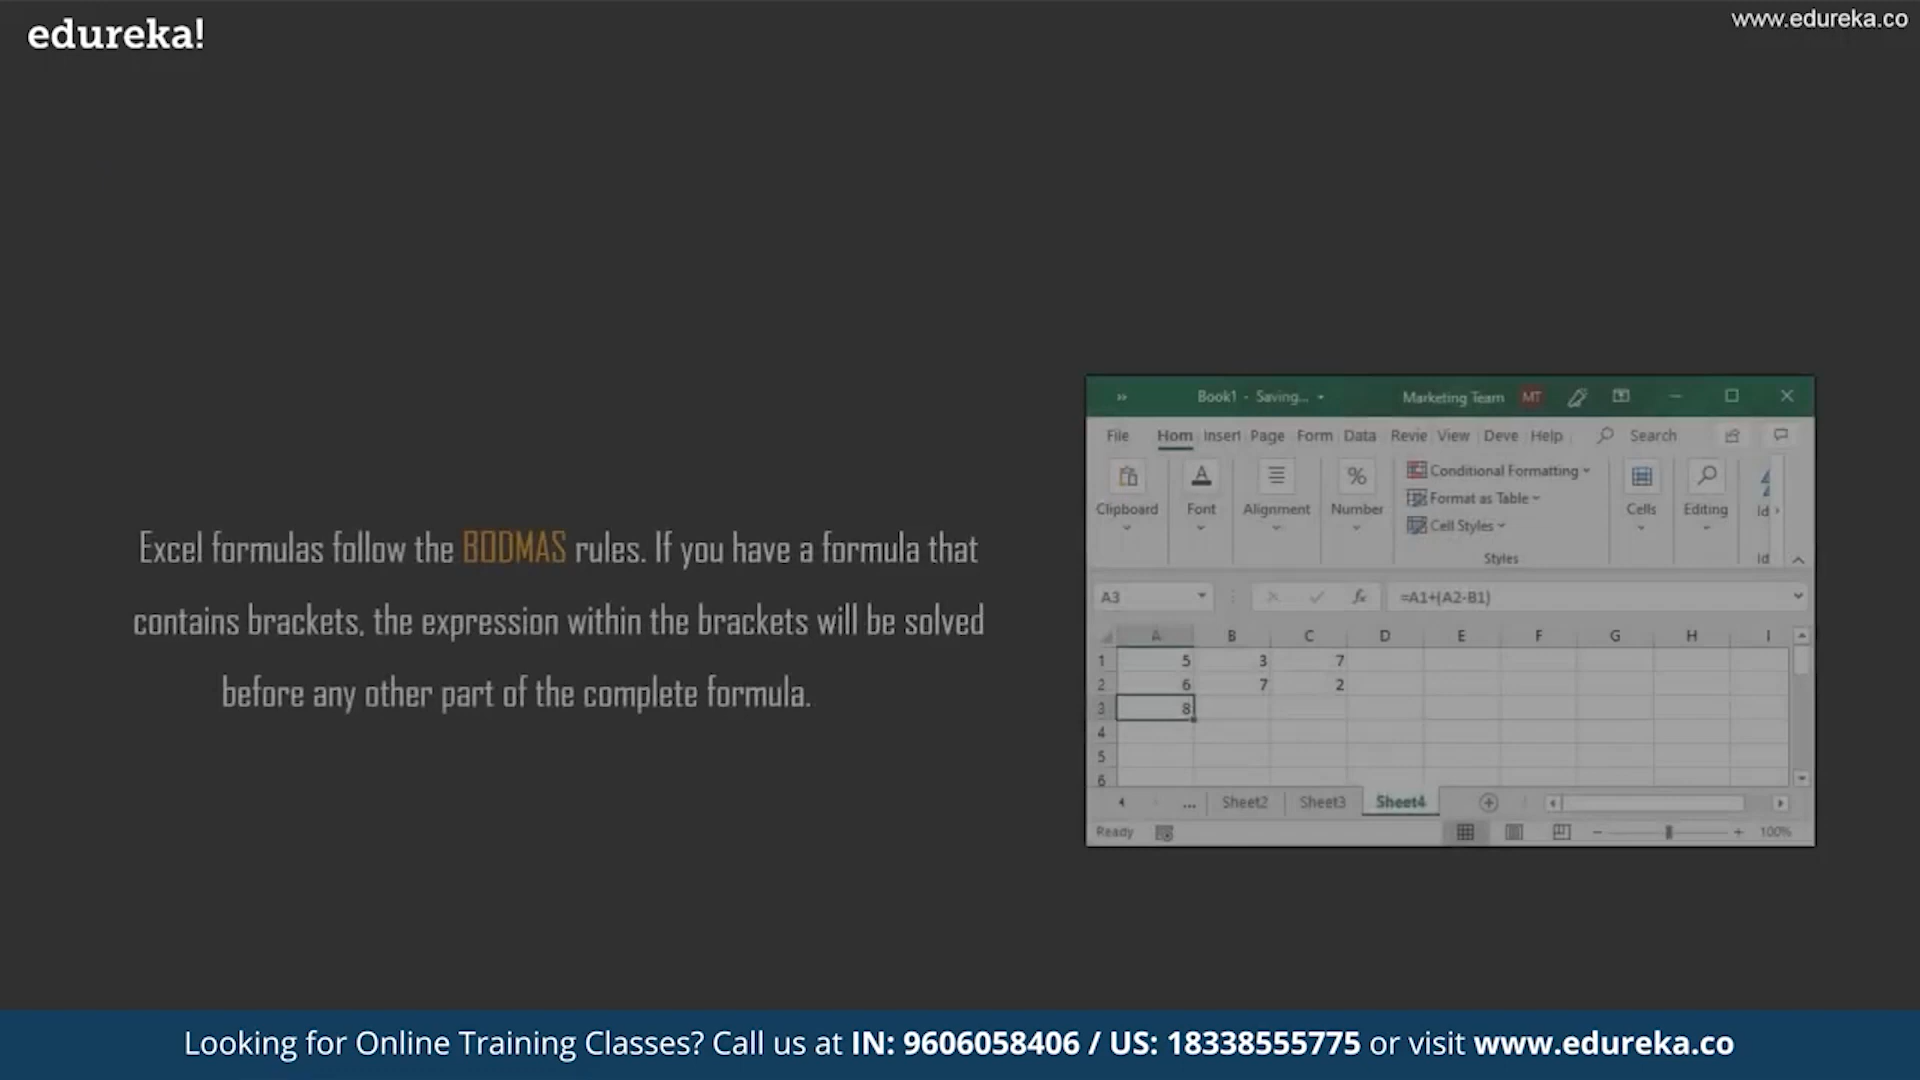 edureka!
www.edureka.co
Excel formulas follow the BODMAS rules. If you have a formula that
contains brackets, the expression within the brackets will be solved
before any other part of the complete formula.
Book1 - Saving...
Marketing Team MT
File Hom Insert Page Form Data Revie View Deve Help Search
Clipboard Font Alignment Number
Conditional Formatting
Format as Table
Cell Styles
Styles
Cells Editing Id
Id
A3 fx =A1+(A2-B1)
A B C D E F G H I
1 5 3 7
2 6 7 2
3 8
4
5
6
... Sheet2 Sheet3 Sheet4
Ready 100%
Looking for Online Training Classes? Call us at IN: 9606058406 / US: 18338555775 or visit www.edureka.co